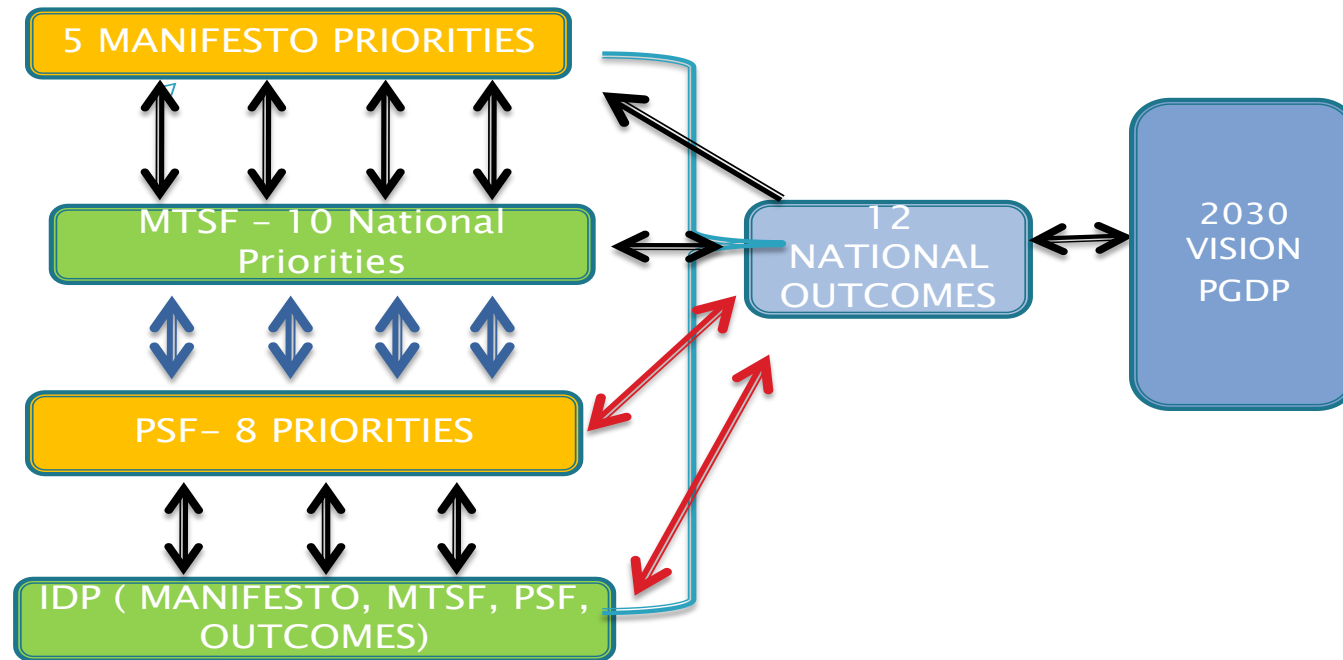 5 MANIFESTO PRIORITIES
MTSF – 10 National
Priorities
PSF– 8 PRIORITIES
IDP ( MANIFESTO, MTSF, PSF,
OUTCOMES)
12
NATIONAL
OUTCOMES
2030
VISION
PGDP